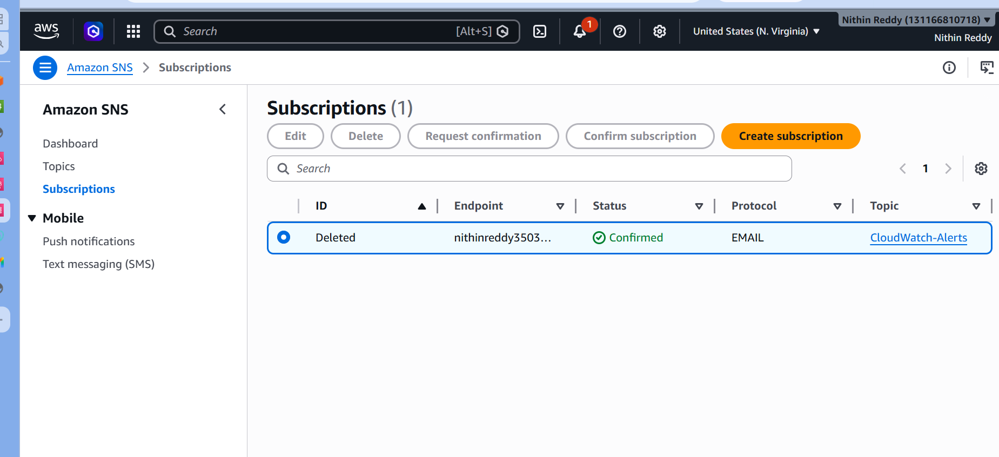 aws
Search
[Alt+S]
1
United States (N. Virginia)
Nithin Reddy (131166810718)
Nithin Reddy
Amazon SNS
Subscriptions
Amazon SNS
Dashboard
Topics
Subscriptions
Mobile
Push notifications
Text messaging (SMS)
Subscriptions (1)
Edit
Delete
Request confirmation
Confirm subscription
Create subscription
Search
1
ID
Endpoint
Status
Protocol
Topic
Deleted
nithinreddy3503...
Confirmed
EMAIL
CloudWatch-Alerts